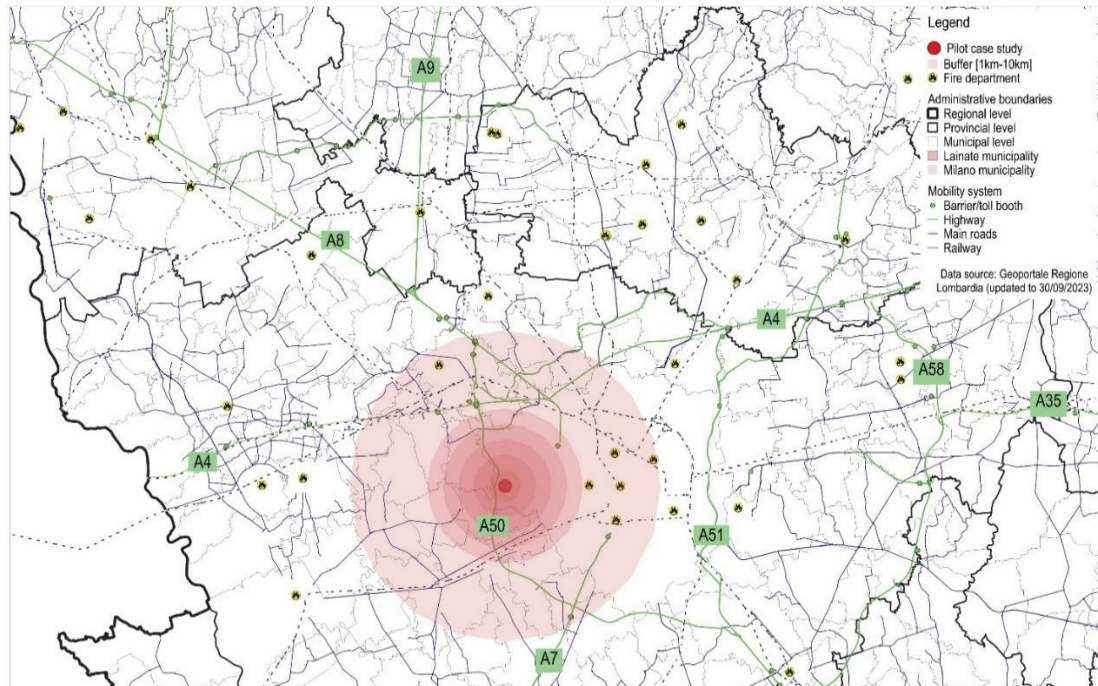 Legend
Pilot case study
Buffer [1km-10km]
Fire department
Administrative boundaries
Regional level
Provincial level
Municipal level
Lainate municipality
Milano municipality
Mobility system
Barrier/toll booth
Highway
Main roads
Railway
Data source: Geoportale Regione
Lombardia (updated to 30/09/2023)
A9
A8
A4
A58
A35
A4
A50
A51
A7